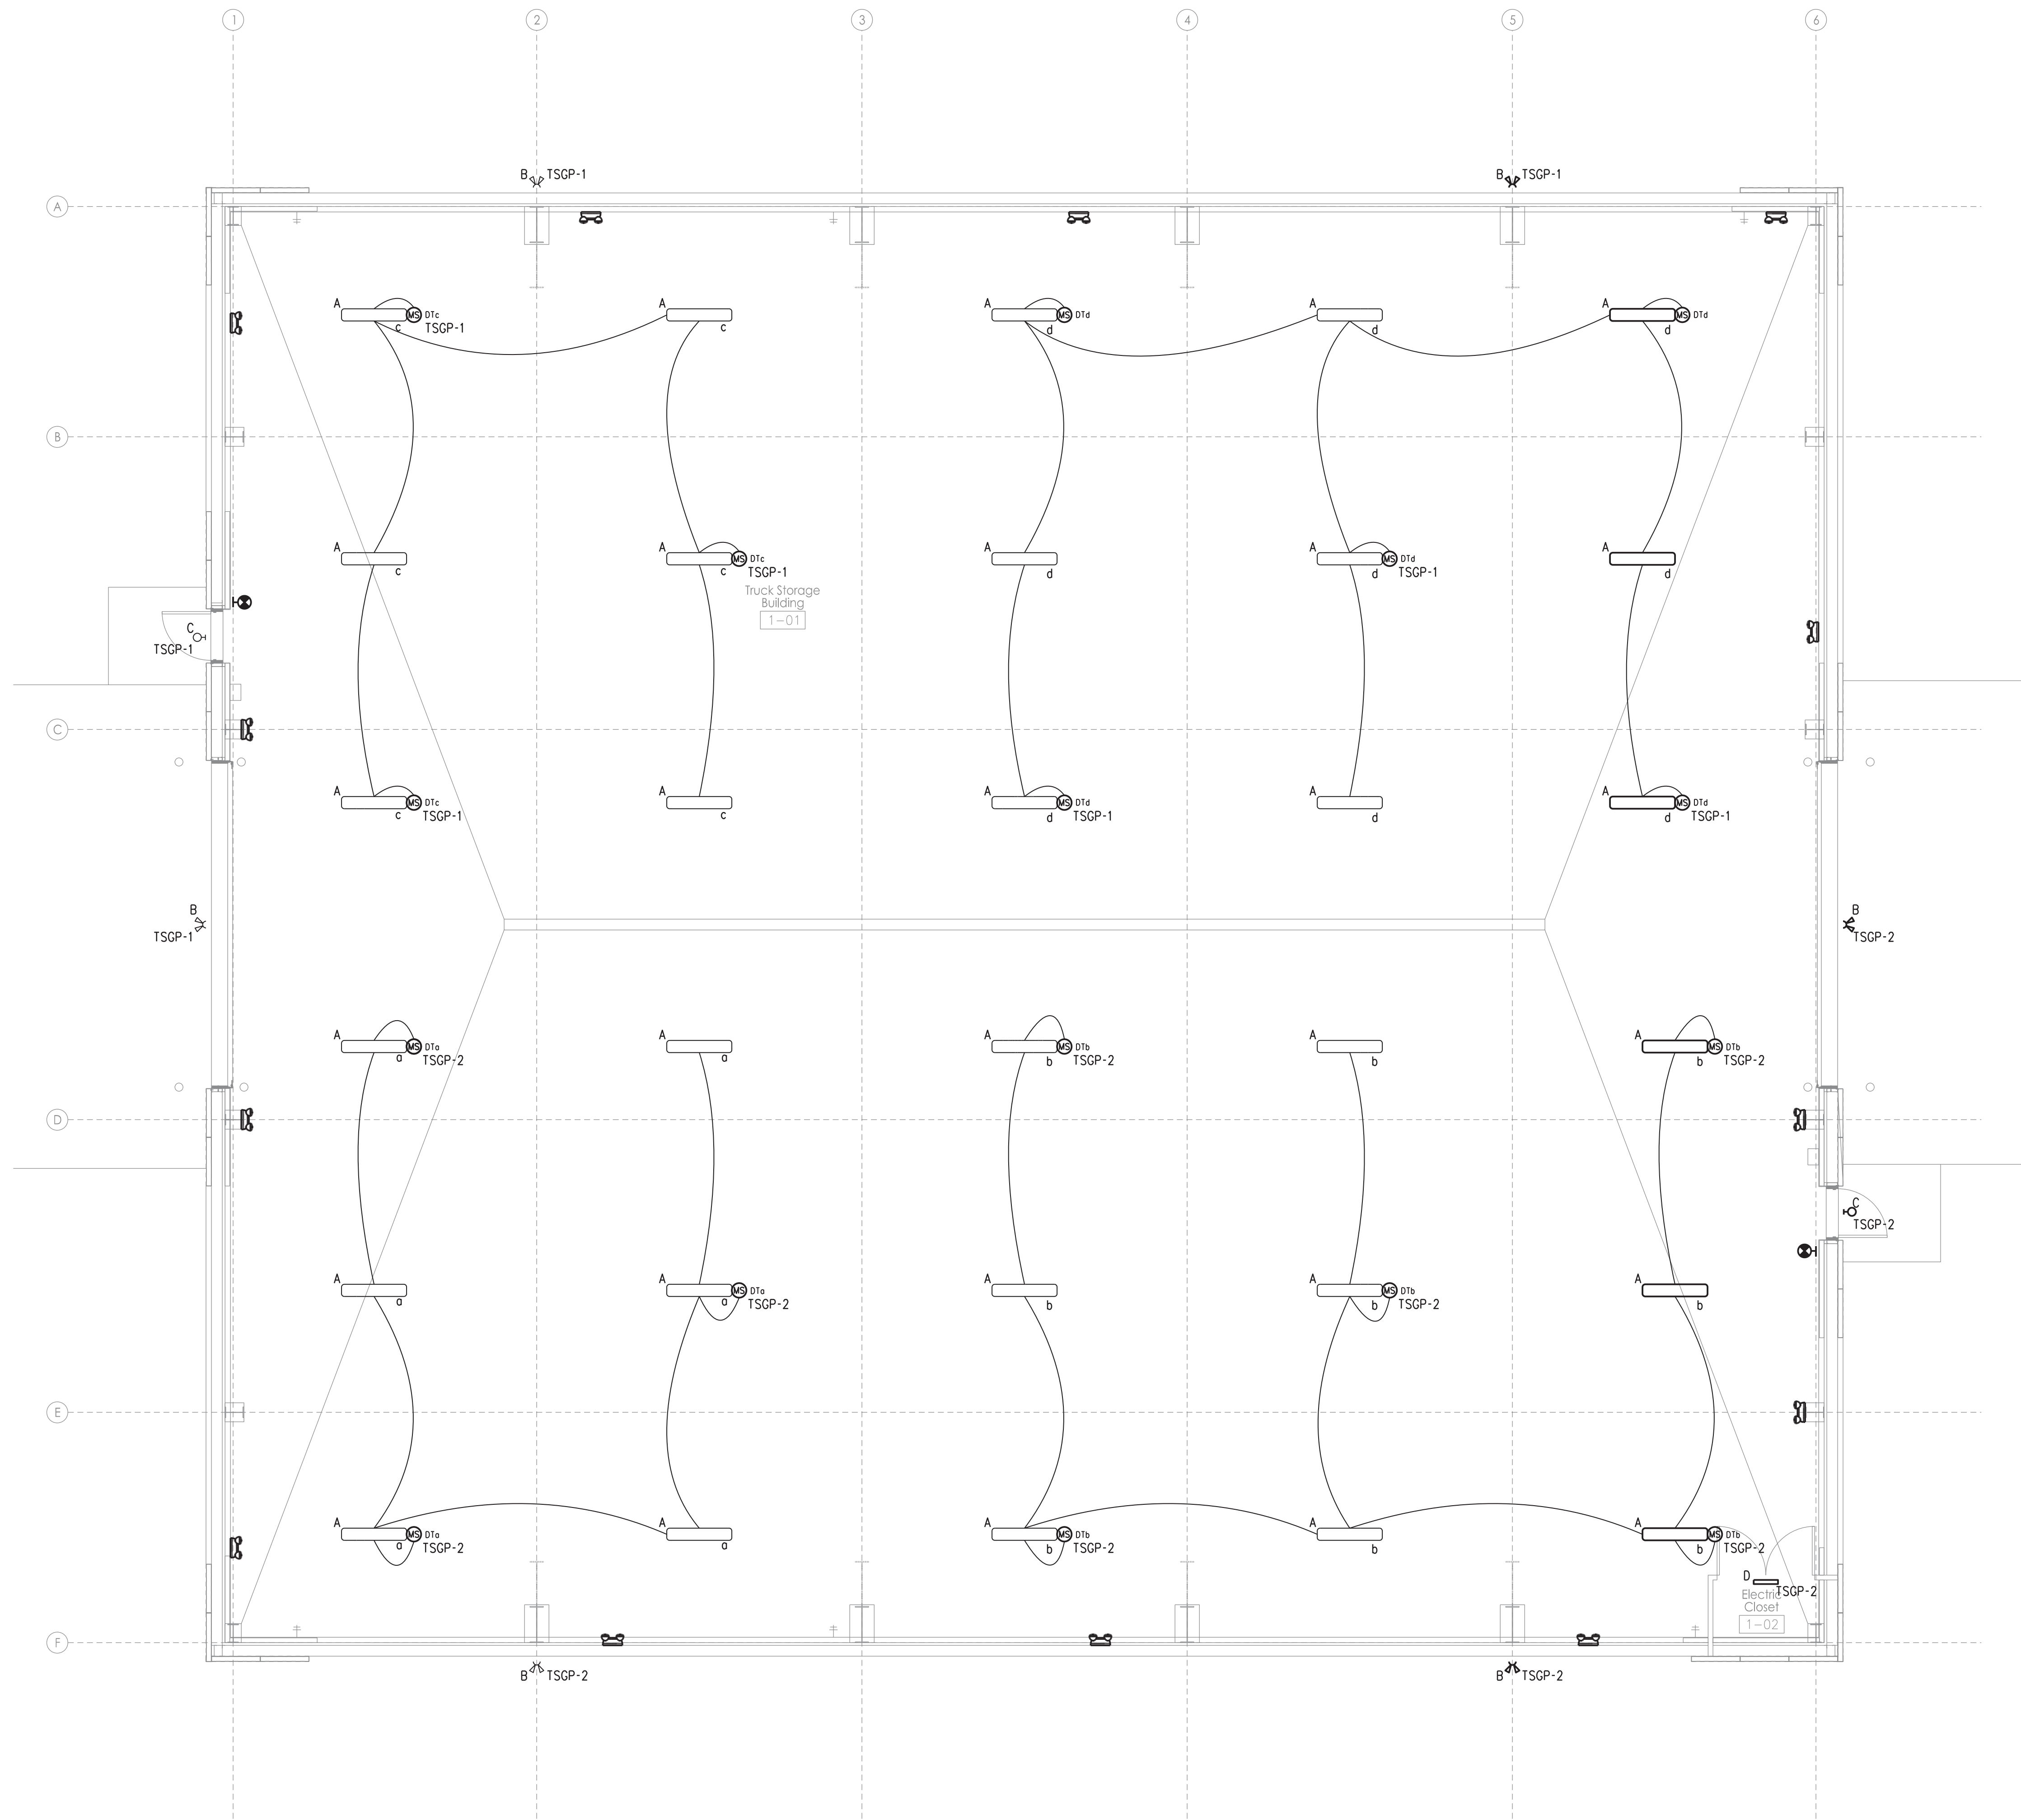 1
2
3
4
5
6
B TSGP-1
B TSGP-1
A
A
A
A
A
A
MS DTc
MS DTd
MS DTd
c
TSGP-1
c
d
d
d
B
A
A
A
A
A
MS DTc
MS DTd
c
c
TSGP-1
d
d
TSGP-1
d
Truck Storage
Building
1-01
C
TSGP-1
C
A
A
A
A
A
MS DTc
MS DTd
MS DTd
c
TSGP-1
c
d
TSGP-1
d
d
TSGP-1
B
TSGP-1
B
TSGP-2
A
A
A
A
A
MS DTa
MS DTb
MS DTb
a
TSGP-2
a
b
TSGP-2
b
b
TSGP-2
D
C
TSGP-2
A
A
A
A
A
MS DTa
MS DTb
a
a
TSGP-2
b
b
TSGP-2
b
E
A
A
A
A
A
MS DTa
MS DTb
MS DTb
a
TSGP-2
a
b
TSGP-2
b
b
TSGP-2
D
TSGP-2
Electric
Closet
1-02
F
B TSGP-2
B TSGP-2